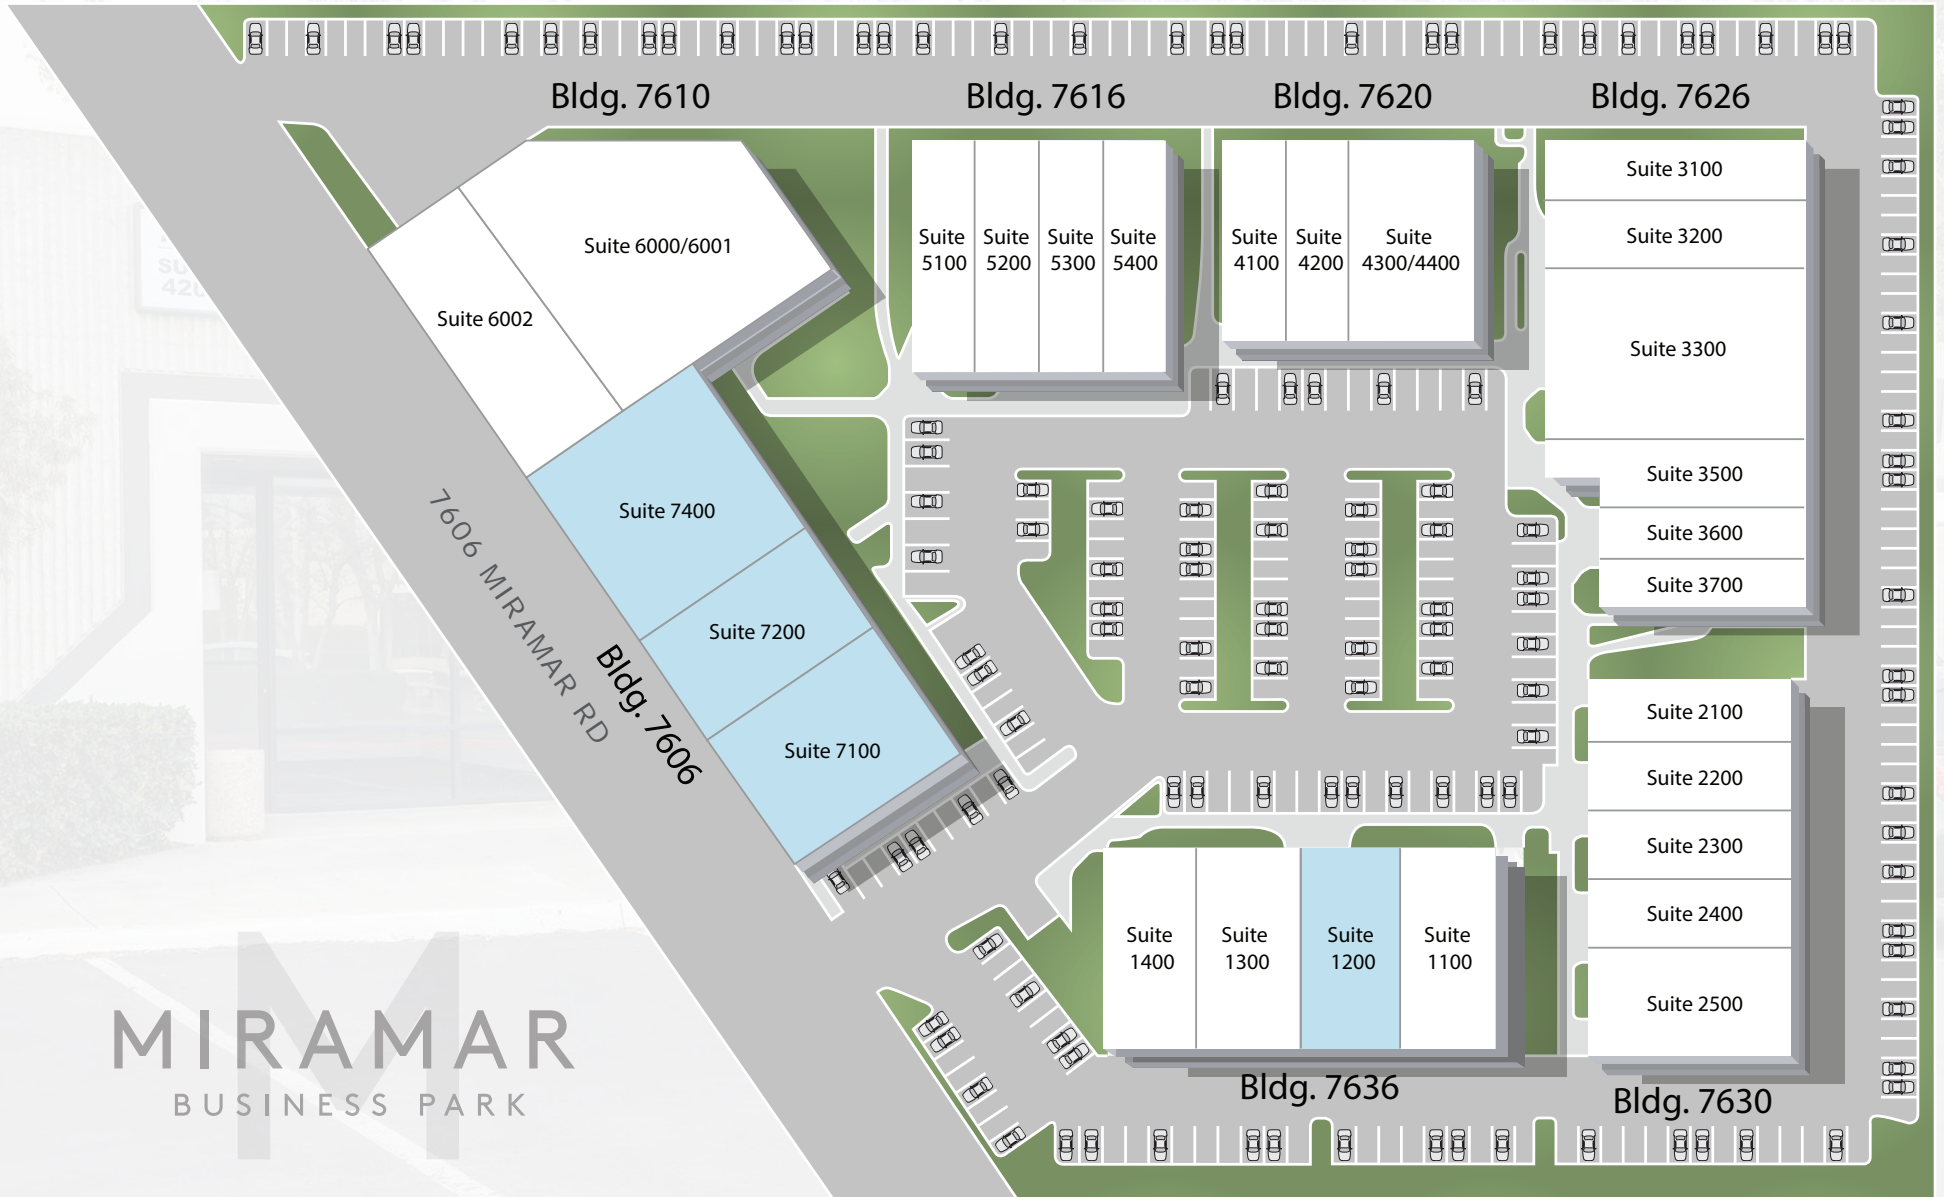 Bldg. 7610
Bldg. 7616
Bldg. 7620
Bldg. 7626
Suite 6000/6001
Suite 6002
Suite
5100
Suite
5200
Suite
5300
Suite
5400
Suite
4100
Suite
4200
Suite
4300/4400
Suite 3100
Suite 3200
Suite 3300
Suite 3500
Suite 3600
Suite 3700
Suite 7400
Suite 7200
Suite 7100
7606 MIRAMAR RD
Bldg. 7606
Suite 2100
Suite 2200
Suite 2300
Suite 2400
Suite 2500
Suite
1400
Suite
1300
Suite
1200
Suite
1100
Bldg. 7636
Bldg. 7630
M
MIRAMAR
BUSINESS PARK